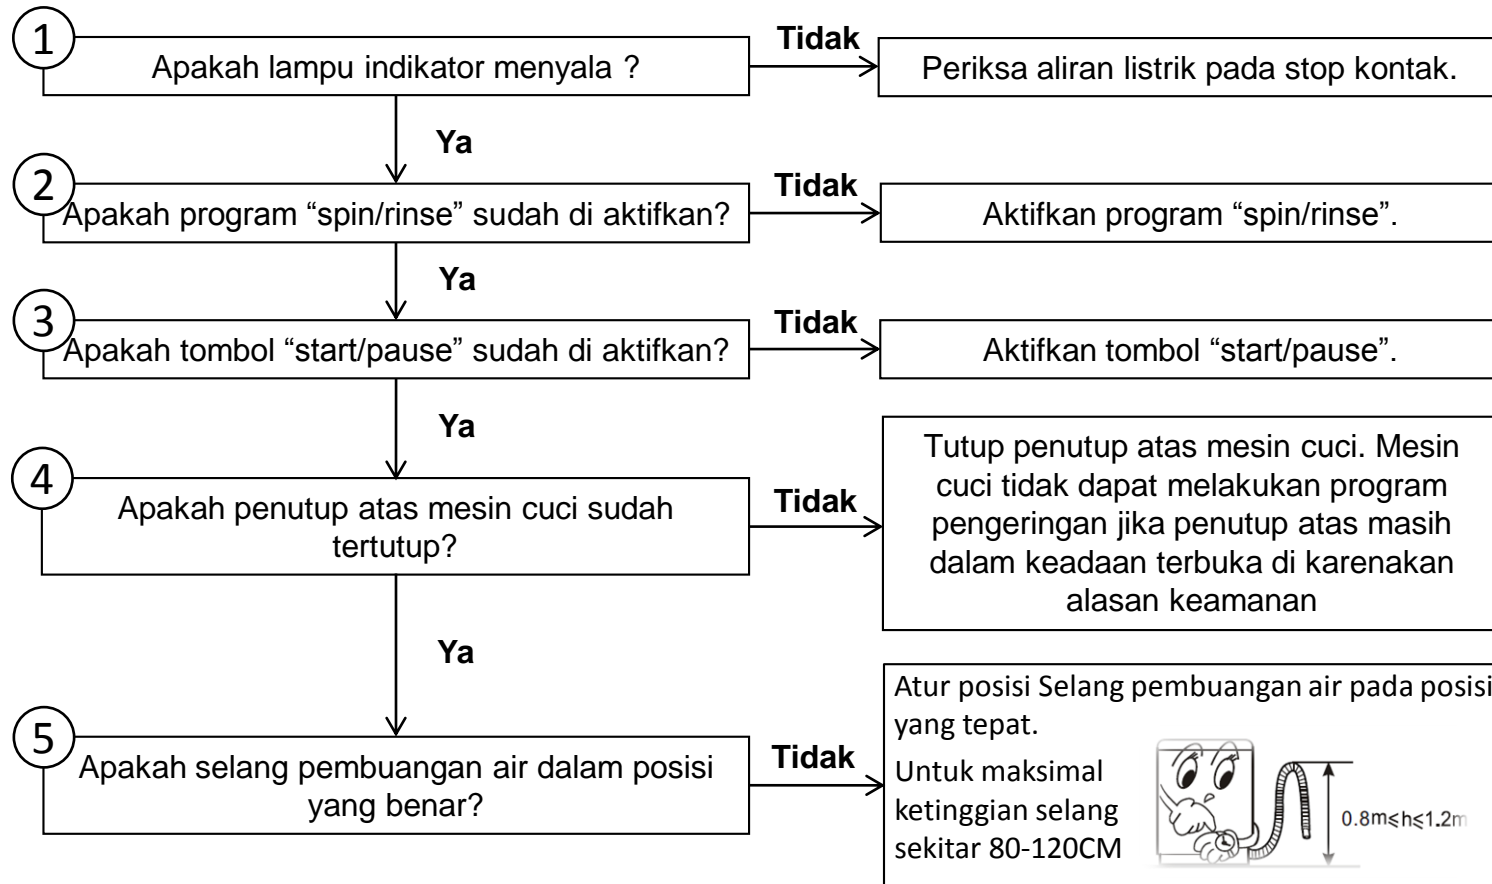 1
Apakah lampu indikator menyala ?
Tidak
Periksa aliran listrik pada stop kontak.
Ya
2
Apakah program “spin/rinse” sudah di aktifkan?
Tidak
Aktifkan program “spin/rinse”.
Ya
3
Apakah tombol “start/pause” sudah di aktifkan?
Tidak
Aktifkan tombol “start/pause”.
Ya
4
Apakah penutup atas mesin cuci sudah
tertutup?
Tidak
Tutup penutup atas mesin cuci. Mesin
cuci tidak dapat melakukan program
pengeringan jika penutup atas masih
dalam keadaan terbuka di karenakan
alasan keamanan
Ya
5
Apakah selang pembuangan air dalam posisi
yang benar?
Tidak
Atur posisi Selang pembuangan air pada posisi
yang tepat.
Untuk maksimal
ketinggian selang
sekitar 80-120CM
0.8m≤h≤1.2m